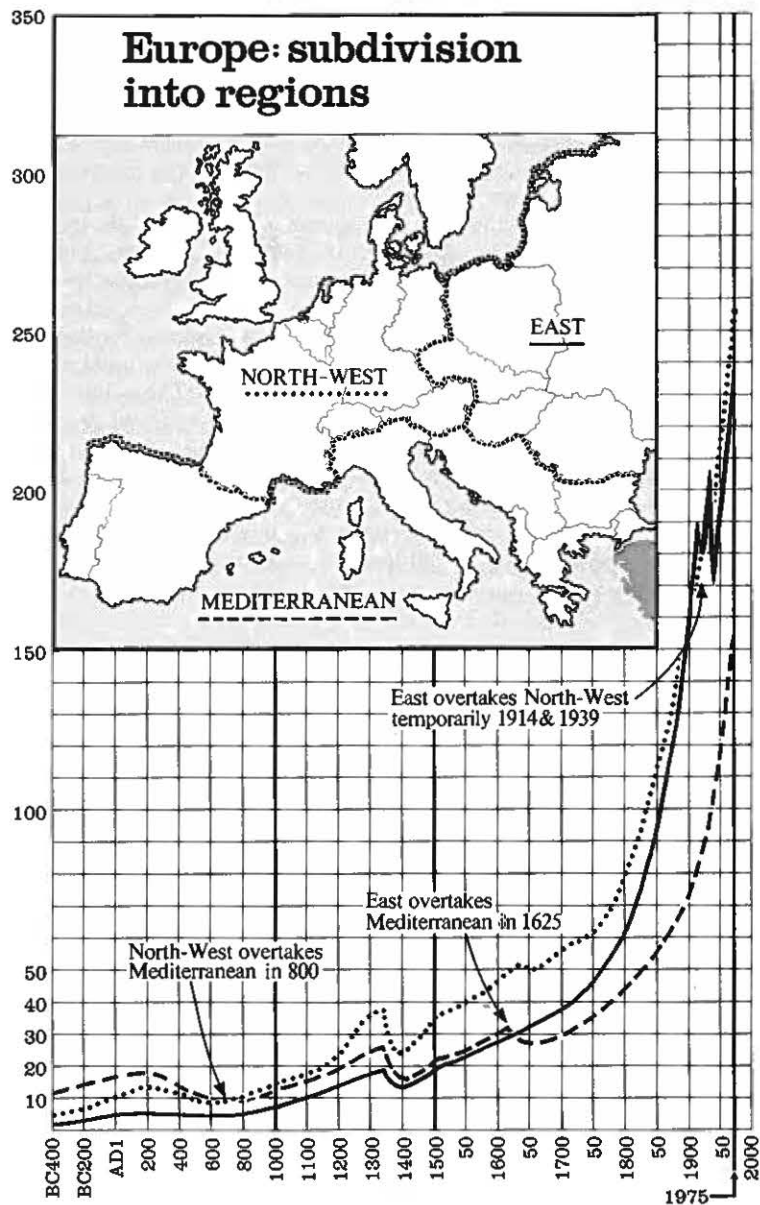 350
Europe: subdivision
into regions
300
250
200
150
100
50
40
30
20
10
EAST
NORTH-WEST
MEDITERRANEAN
East overtakes North-West
temporarily 1914 & 1939
East overtakes
Mediterranean in 1625
North-West overtakes
Mediterranean in 800
BC400
BC200
AD1
200
400
600
800
1000
1100
1200
1300
1400
1500
50
1600
50
1700
50
1800
50
1900
50
2000
1975